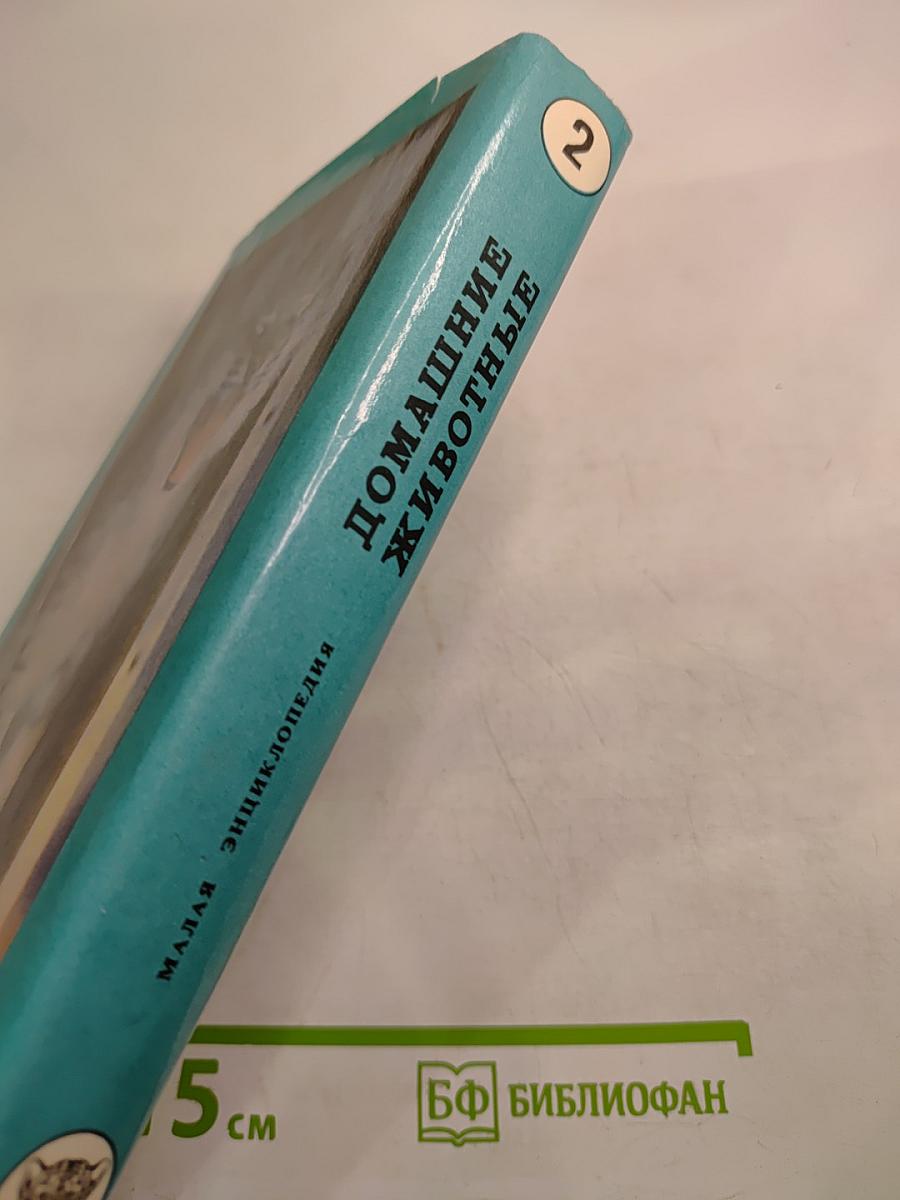 2
ДОМАШНИЕ
ЖИВОТНЫЕ
МАЛАЯ ЭНЦИКЛОПЕДИЯ
5 см
БФ БИБЛИОФАН